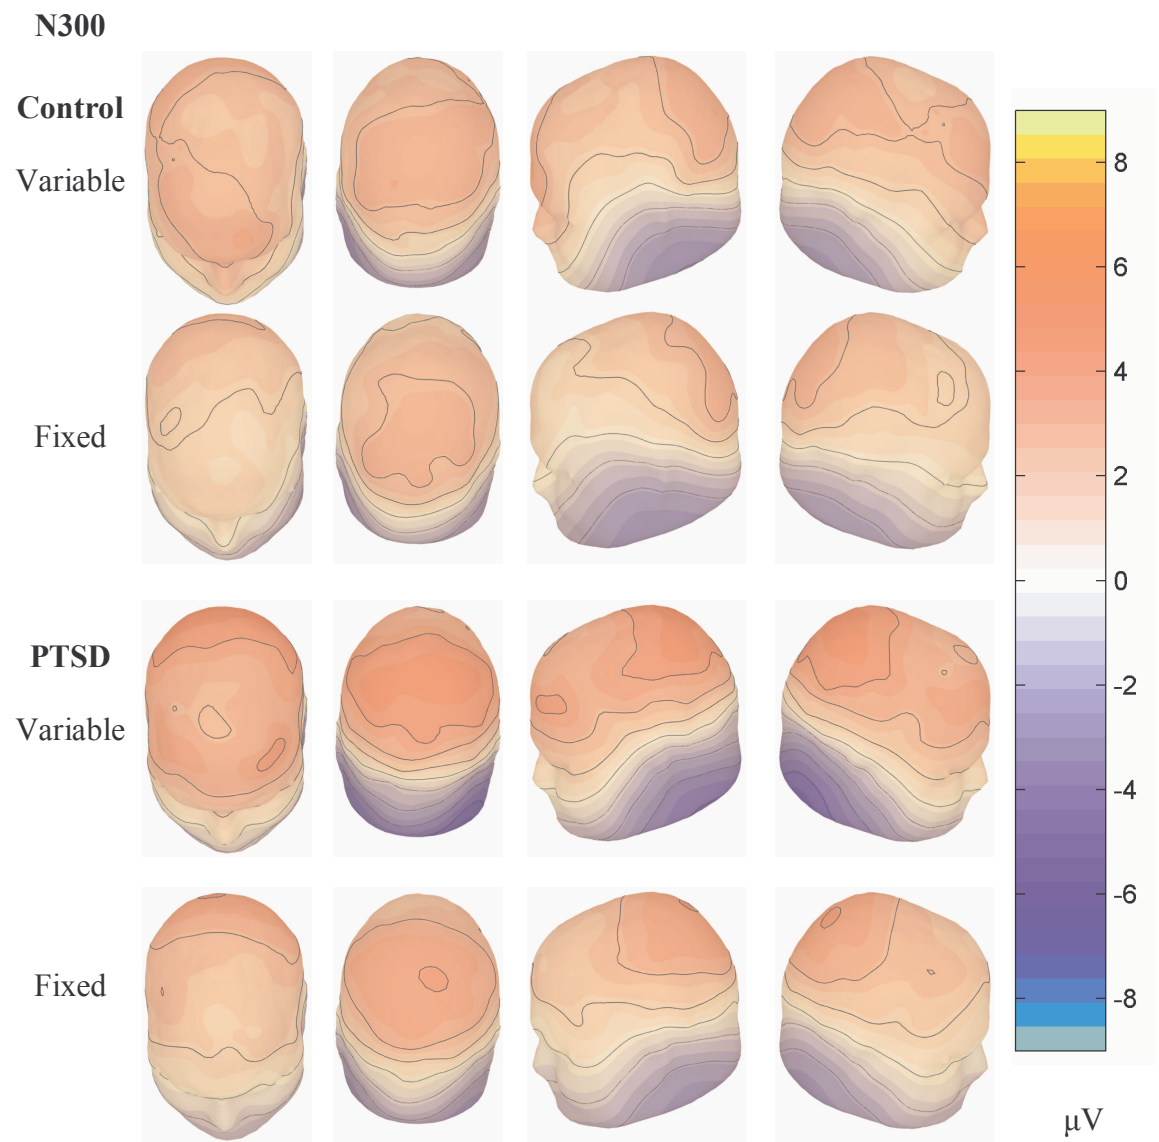 N300
Control
Variable
Fixed
PTSD
Variable
Fixed
8
6
4
2
0
-2
-4
-6
-8
μV